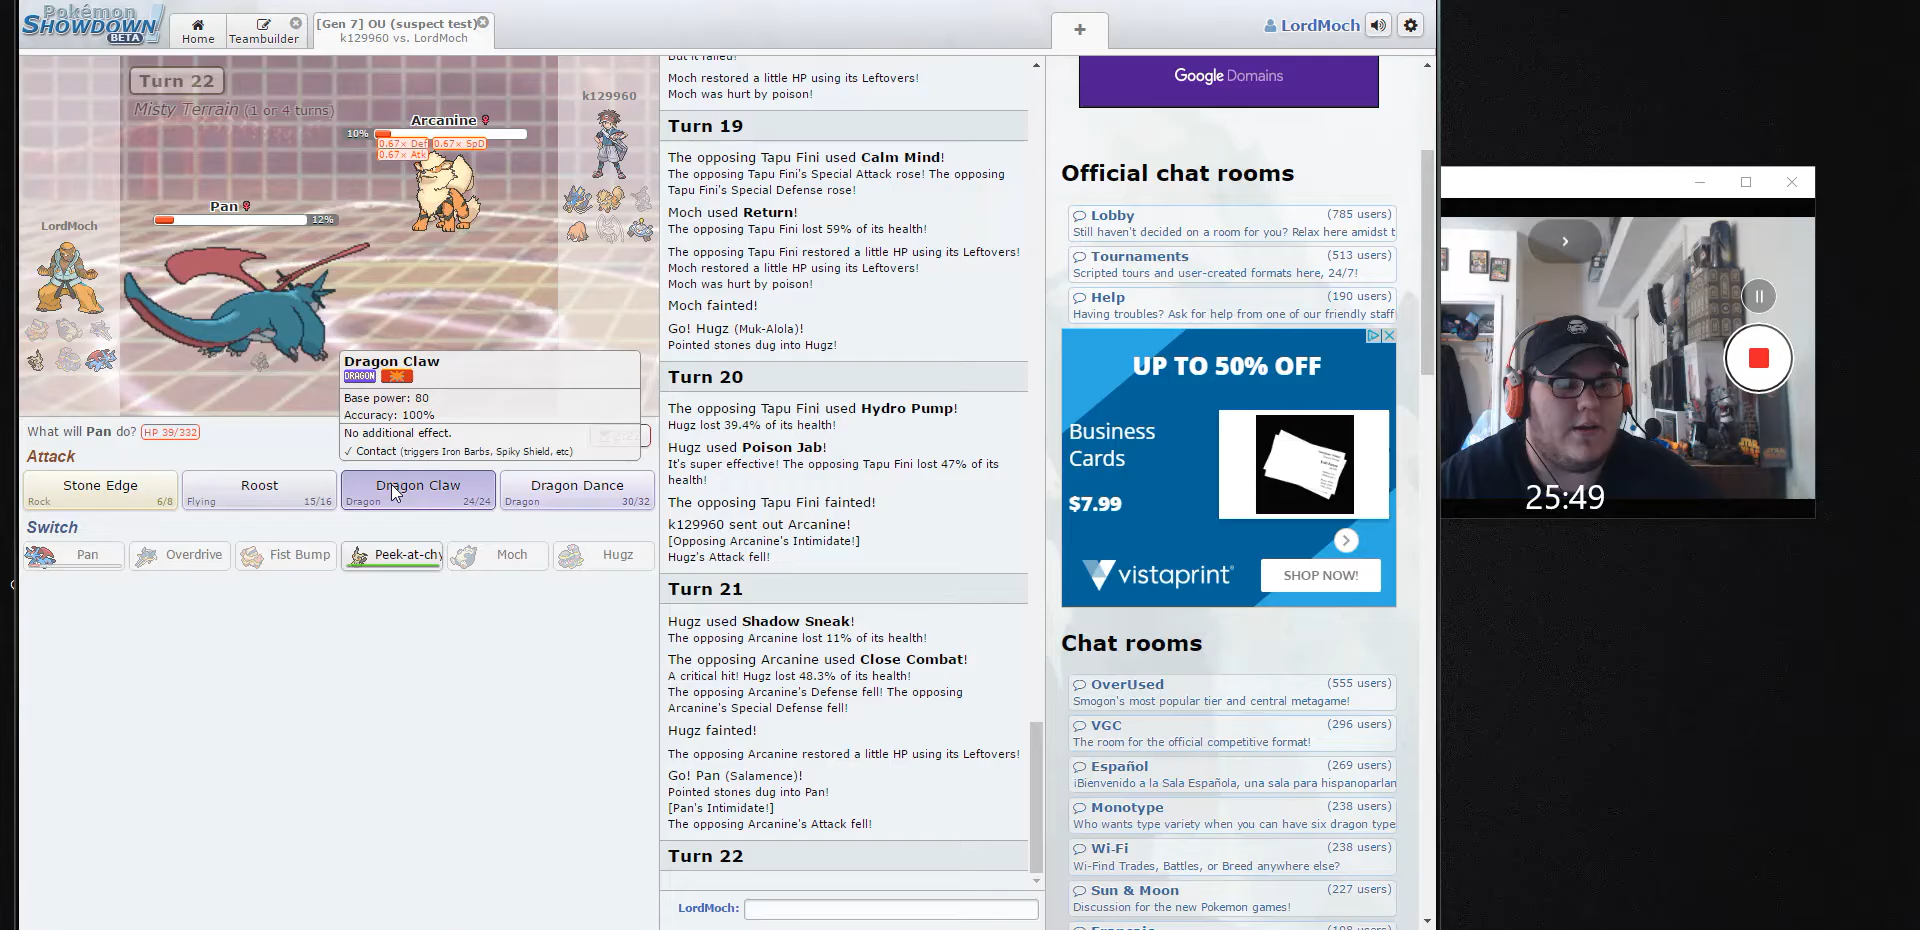 Pokémon
SHOWDOWN!
BETA
Home
Teambuilder
[Gen 7] OU (suspect test)
k129960 vs. LordMoch
+
LordMoch
Turn 22
Misty Terrain (1 or 4 turns)
k129960
Arcanine
10%
0.67× Def 0.67× SpD
0.67× Atk
Pan
12%
LordMoch
Dragon Claw
DRAGON
Base power: 80
Accuracy: 100%
No additional effect.
✓ Contact (triggers Iron Barbs, Spiky Shield, etc)
What will Pan do? HP 39/332
Attack
Stone Edge
Rock 6/8
Roost
Flying 15/16
Dragon Claw
Dragon 24/24
Dragon Dance
Dragon 30/32
Switch
Pan
Overdrive
Fist Bump
Peek-at-chy
Moch
Hugz
But it failed!
Moch restored a little HP using its Leftovers!
Moch was hurt by poison!
Turn 19
The opposing Tapu Fini used Calm Mind!
The opposing Tapu Fini's Special Attack rose! The opposing
Tapu Fini's Special Defense rose!
Moch used Return!
The opposing Tapu Fini lost 59% of its health!
The opposing Tapu Fini restored a little HP using its Leftovers!
Moch restored a little HP using its Leftovers!
Moch was hurt by poison!
Moch fainted!
Go! Hugz (Muk-Alola)!
Pointed stones dug into Hugz!
Turn 20
The opposing Tapu Fini used Hydro Pump!
Hugz lost 39.4% of its health!
Hugz used Poison Jab!
It's super effective! The opposing Tapu Fini lost 47% of its
health!
The opposing Tapu Fini fainted!
k129960 sent out Arcanine!
[Opposing Arcanine's Intimidate!]
Hugz's Attack fell!
Turn 21
Hugz used Shadow Sneak!
The opposing Arcanine lost 11% of its health!
The opposing Arcanine used Close Combat!
A critical hit! Hugz lost 48.3% of its health!
The opposing Arcanine's Defense fell! The opposing
Arcanine's Special Defense fell!
Hugz fainted!
The opposing Arcanine restored a little HP using its Leftovers!
Go! Pan (Salamence)!
Pointed stones dug into Pan!
[Pan's Intimidate!]
The opposing Arcanine's Attack fell!
Turn 22
LordMoch:
Google Domains
Official chat rooms
Lobby (785 users)
Still haven't decided on a room for you? Relax here amidst t
Tournaments (513 users)
Scripted tours and user-created formats here, 24/7!
Help (190 users)
Having troubles? Ask for help from one of our friendly staff
UP TO 50% OFF
Business
Cards
$7.99
vistaprint
SHOP NOW!
Chat rooms
OverUsed (555 users)
Smogon's most popular tier and central metagame!
VGC (296 users)
The room for the official competitive format!
Español (269 users)
¡Bienvenido a la Sala Española, una sala para hispanoparlan
Monotype (238 users)
Who wants type variety when you can have six dragon type
Wi-Fi (238 users)
Wi-Find Trades, Battles, or Breed anywhere else?
Sun & Moon (227 users)
Discussion for the new Pokemon games!
25:49